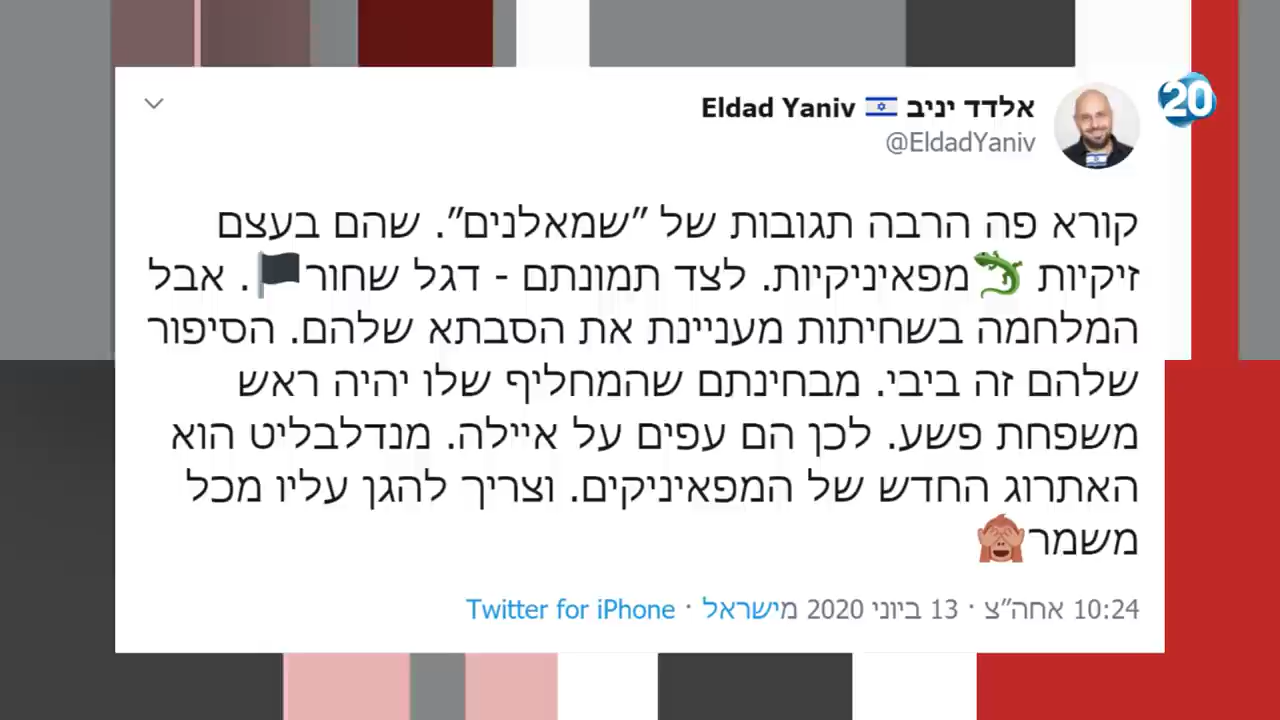 20
אלדד יניב 🇮🇱 Eldad Yaniv
@EldadYaniv
קורא פה הרבה תגובות של ״שמאלנים״. שהם בעצם
זיקיות 🦎מפאיניקיות. לצד תמונתם - דגל שחור🏴. אבל
המלחמה בשחיתות מעניינת את הסבתא שלהם. הסיפור
שלהם זה ביבי. מבחינתם שהמחליף שלו יהיה ראש
משפחת פשע. לכן הם עפים על איילה. מנדלבליט הוא
האתרוג החדש של המפאיניקים. וצריך להגן עליו מכל
משמר🙈
10:24 אחה״צ · 13 ביוני 2020 מישראל · Twitter for iPhone